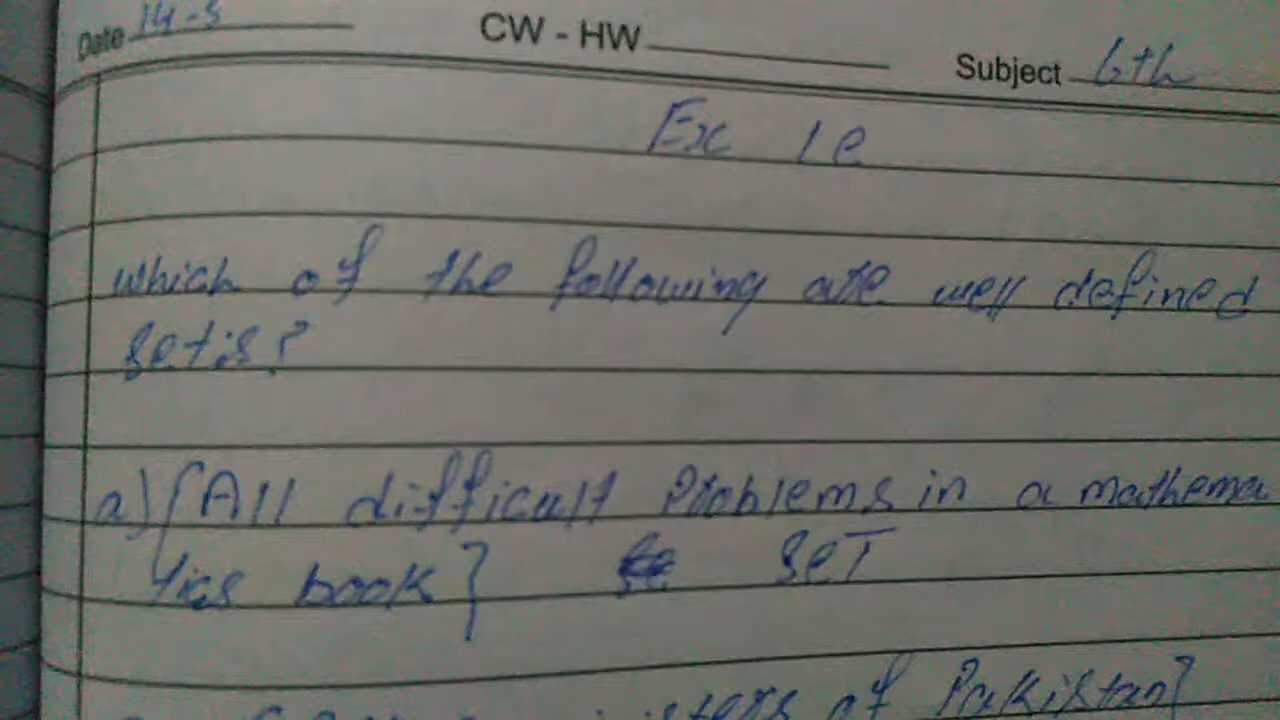 Date 14-5 CW - HW Subject 6th
Ex 1e
which of the following are well defined
setis?
a) {All difficult Problems in a mathema
tics book} SeT
of Pakistan}